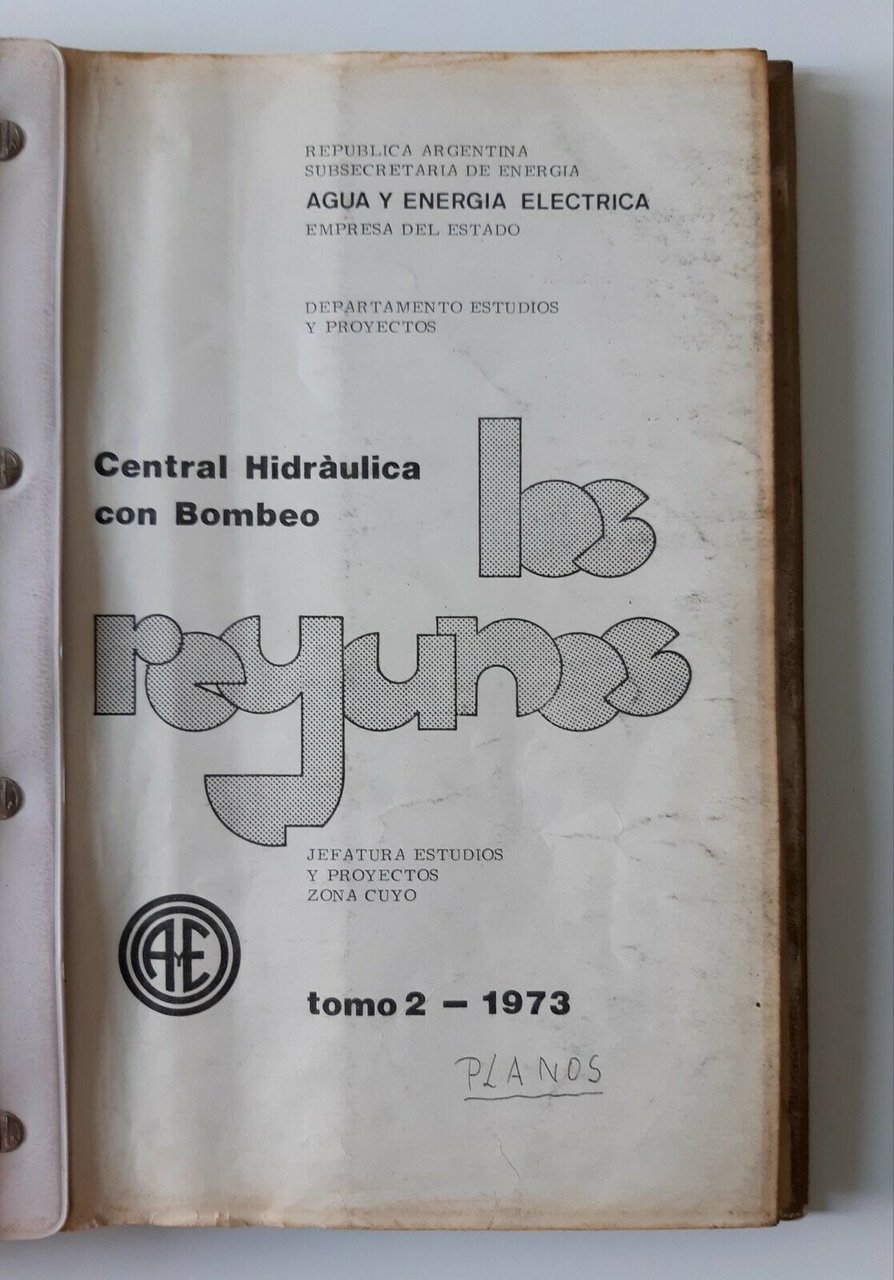 REPUBLICA ARGENTINA
SUBSECRETARIA DE ENERGIA
AGUA Y ENERGIA ELECTRICA
EMPRESA DEL ESTADO
DEPARTAMENTO ESTUDIOS
Y PROYECTOS
Central Hidràulica
con Bombeo
los
reyunos
JEFATURA ESTUDIOS
Y PROYECTOS
ZONA CUYO
AyE
tomo 2 – 1973
PLANOS